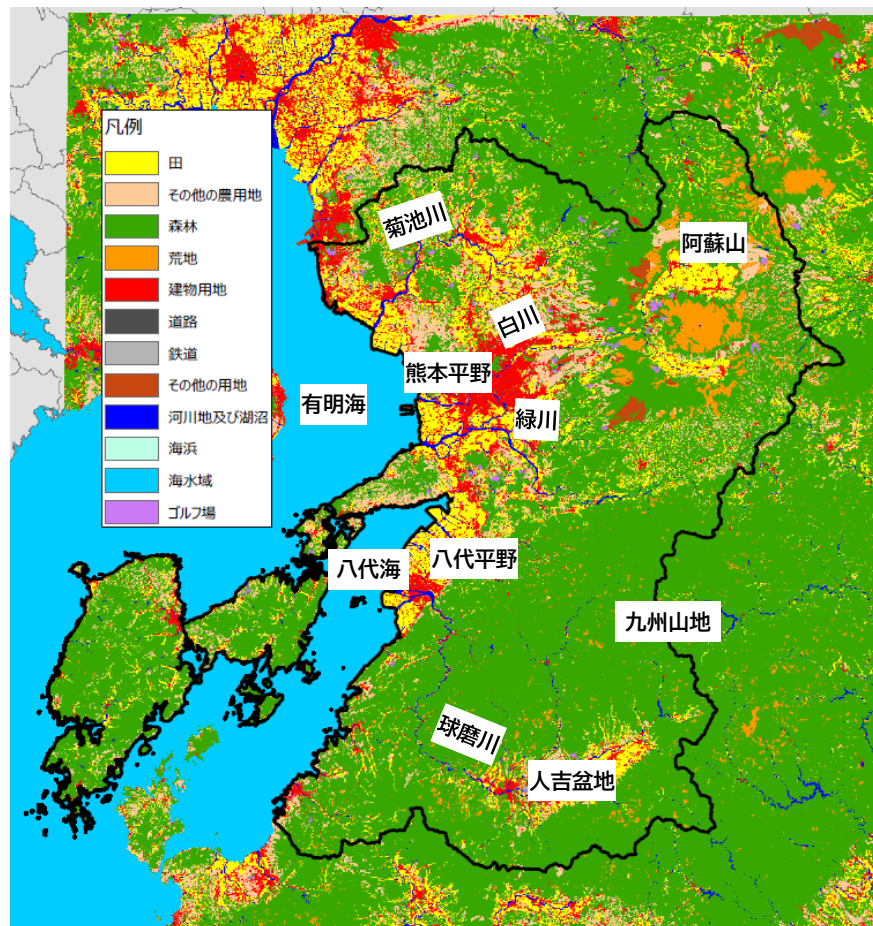 凡例
田
その他の農用地
森林
荒地
建物用地
道路
鉄道
その他の用地
河川地及び湖沼
海浜
海水域
ゴルフ場
菊池川
阿蘇山
白川
熊本平野
有明海
緑川
八代海
八代平野
九州山地
球磨川
人吉盆地